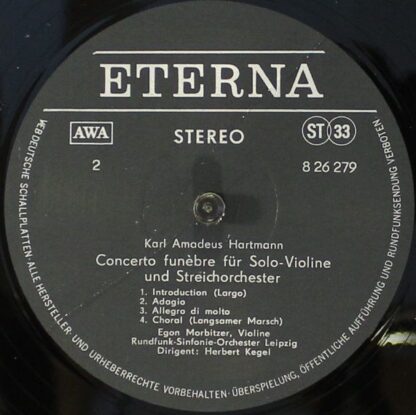 ETERNA
AWA
STEREO
ST 33
2
8 26 279
Karl Amadeus Hartmann
Concerto funèbre für Solo-Violine
und Streichorchester
1. Introduction (Largo)
2. Adagio
3. Allegro di molto
4. Choral (Langsamer Marsch)
Egon Morbitzer, Violine
Rundfunk-Sinfonie-Orchester Leipzig
Dirigent: Herbert Kegel
VEB DEUTSCHE SCHALLPLATTEN · ALLE HERSTELLER- UND URHEBERRECHTE VORBEHALTEN · ÜBERSPIELUNG, ÖFFENTLICHE AUFFÜHRUNG UND RUNDFUNKSENDUNG VERBOTEN